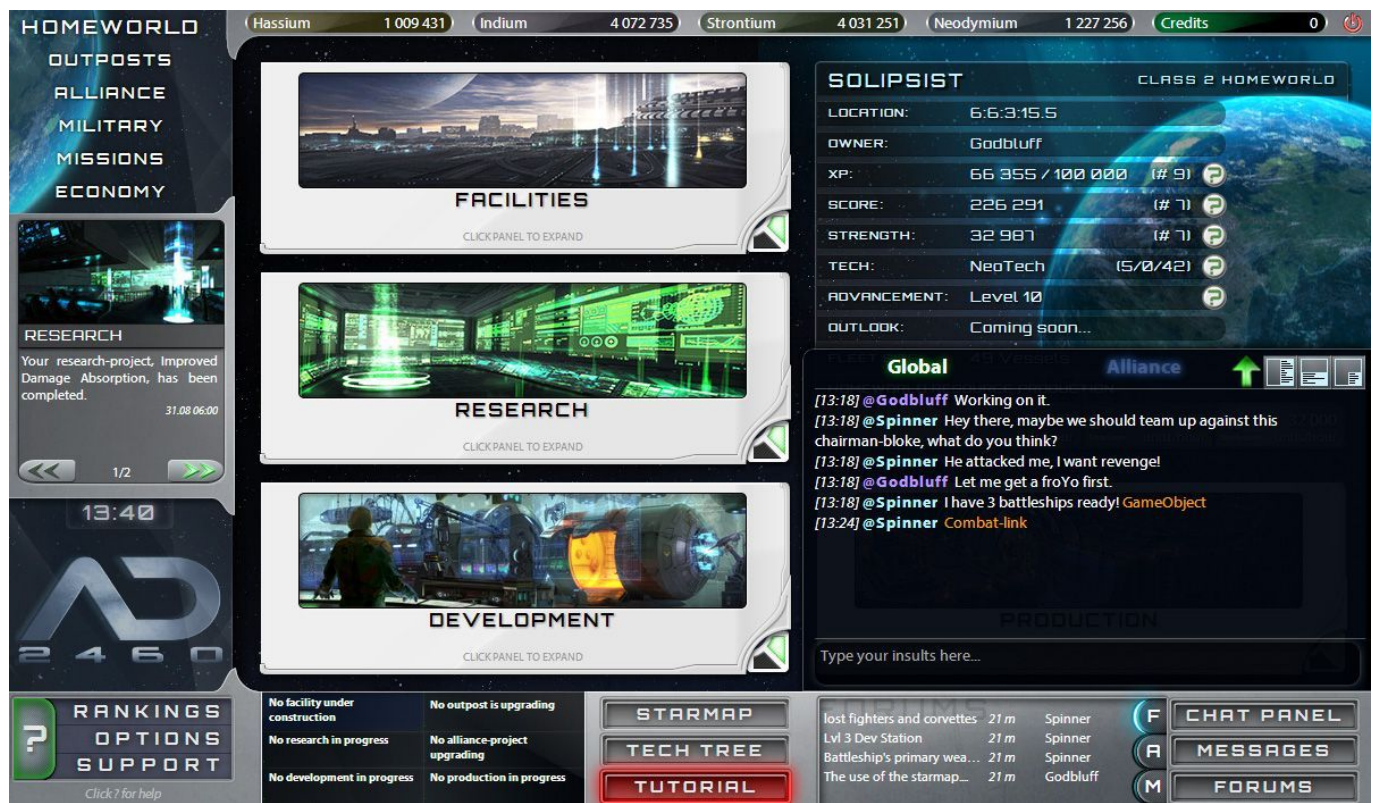 HOMEWORLD
OUTPOSTS
ALLIANCE
MILITARY
MISSIONS
ECONOMY
Hassium 1 009 431
Indium 4 072 735
Strontium 4 031 251
Neodymium 1 227 256
Credits 0
RESEARCH
Your research-project, Improved
Damage Absorption, has been
completed.
31.08 06:00
1/2
13:40
AD
2460
FACILITIES
CLICK PANEL TO EXPAND
RESEARCH
CLICK PANEL TO EXPAND
DEVELOPMENT
CLICK PANEL TO EXPAND
SOLIPSIST CLASS 2 HOMEWORLD
LOCATION: 6:6:3:15.5
OWNER: Godbluff
XP: 66 355 / 100 000 (# 9) ?
SCORE: 226 291 (# 7) ?
STRENGTH: 32 987 (# 7) ?
TECH: NeoTech (5/0/42) ?
ADVANCEMENT: Level 10 ?
OUTLOOK: Coming soon...
FLEET 49 Vessels
Global Alliance
[13:18] @Godbluff Working on it.
[13:18] @Spinner Hey there, maybe we should team up against this
chairman-bloke, what do you think?
[13:18] @Spinner He attacked me, I want revenge!
[13:18] @Godbluff Let me get a froYo first.
[13:18] @Spinner I have 3 battleships ready! GameObject
[13:24] @Spinner Combat-link
PRODUCTION
Type your insults here...
?
RANKINGS
OPTIONS
SUPPORT
Click ? for help
No facility under
construction
No outpost is upgrading
No research in progress
No alliance-project
upgrading
No development in progress
No production in progress
STARMAP
TECH TREE
TUTORIAL
FORUMS
lost fighters and corvettes 21 m Spinner
Lvl 3 Dev Station 21 m Spinner
Battleship's primary wea... 21 m Spinner
The use of the starmap... 21 m Godbluff
F CHAT PANEL
A MESSAGES
M FORUMS